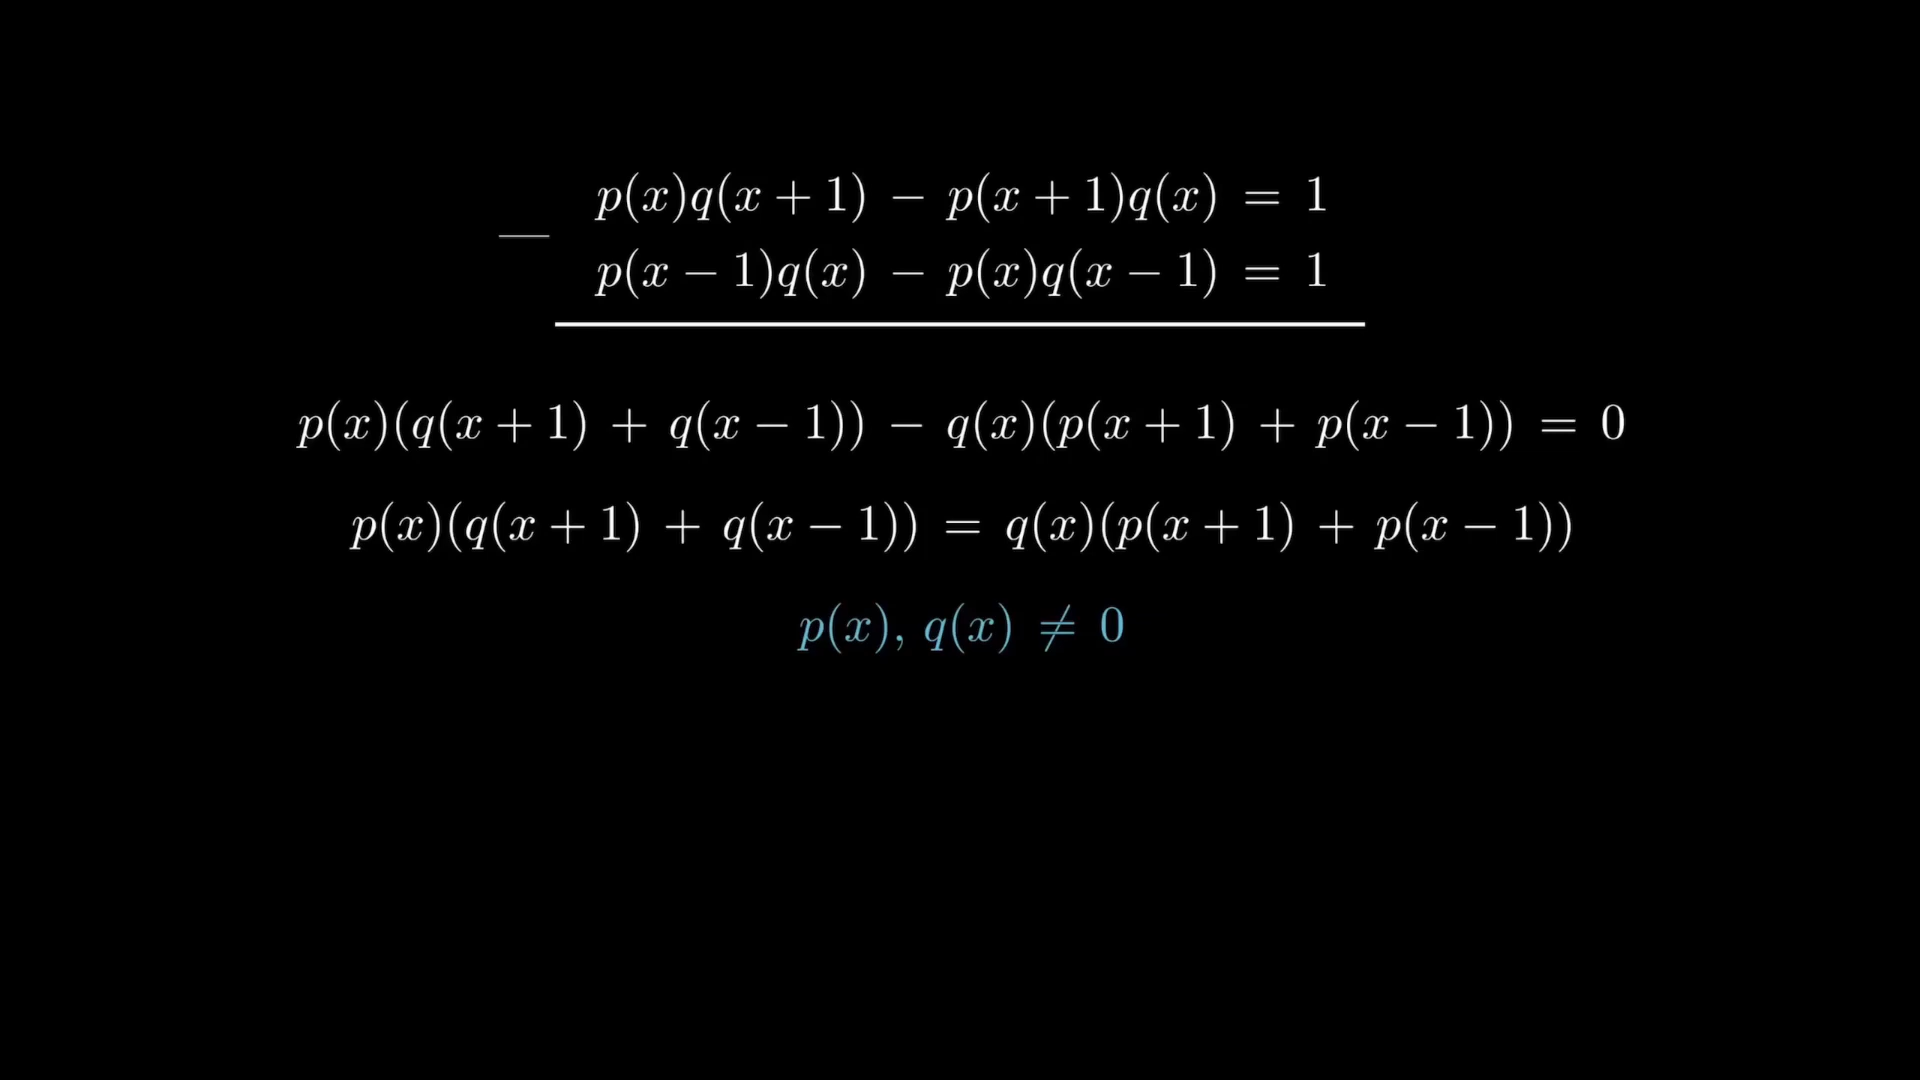 p(x)q(x + 1) − p(x + 1)q(x) = 1
— p(x − 1)q(x) − p(x)q(x − 1) = 1
p(x)(q(x + 1) + q(x − 1)) − q(x)(p(x + 1) + p(x − 1)) = 0
p(x)(q(x + 1) + q(x − 1)) = q(x)(p(x + 1) + p(x − 1))
p(x), q(x) ≠ 0